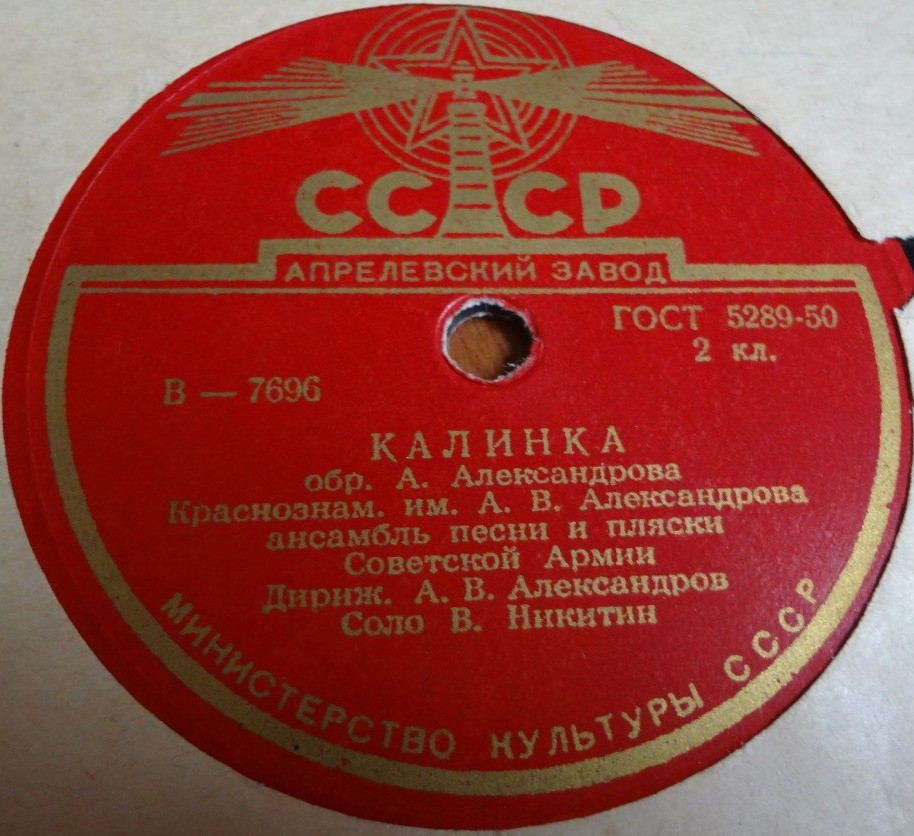 СССР
АПРЕЛЕВСКИЙ ЗАВОД
ГОСТ 5289-50
2 кл.
В — 7696
КАЛИНКА
обр. А. Александрова
Краснознам. им. А. В. Александрова
ансамбль песни и пляски
Советской Армии
Дириж. А. В. Александров
Соло В. Никитин
МИНИСТЕРСТВО КУЛЬТУРЫ СССР